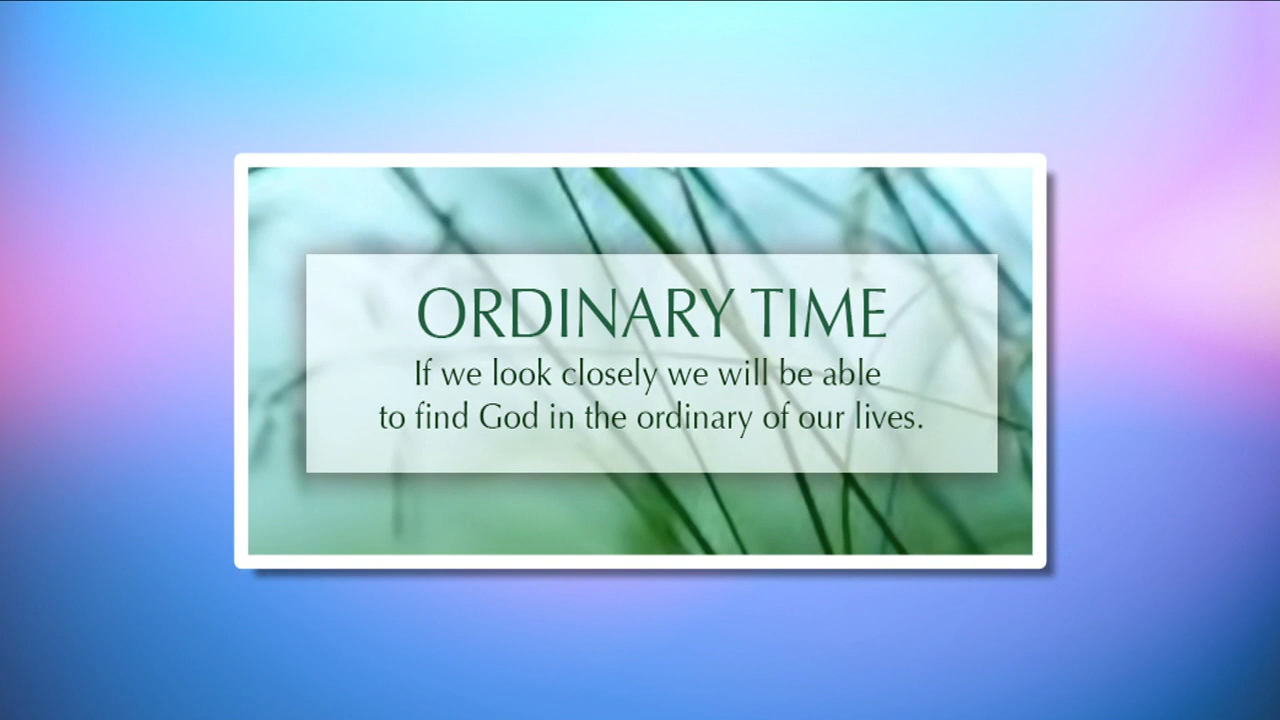 ORDINARY TIME
If we look closely we will be able
to find God in the ordinary of our lives.